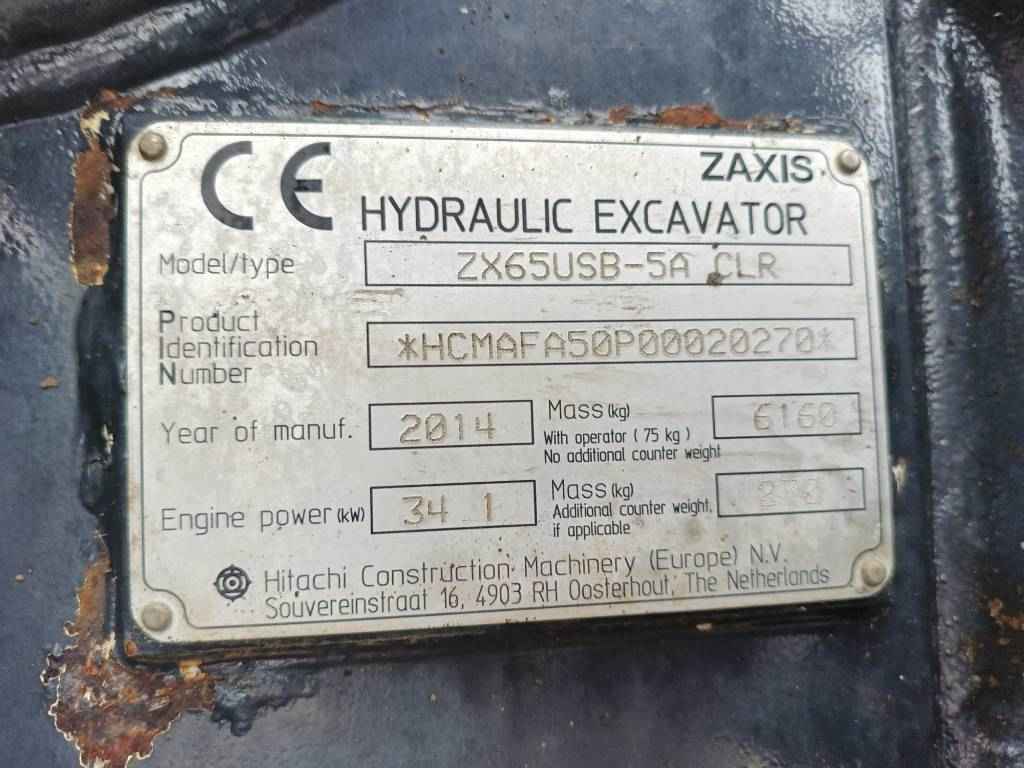 CE
ZAXIS
HYDRAULIC EXCAVATOR
Model/type ZX65USB-5A CLR
Product
Identification *HCMAFA50P00020270*
Number
Year of manuf. 2014
Mass (kg) 6160
With operator ( 75 kg )
No additional counter weight
Engine power (kW) 34 1
Mass (kg)
Additional counter weight,
if applicable
Hitachi Construction Machinery (Europe) N.V.
Souvereinstraat 16, 4903 RH Oosterhout, The Netherlands